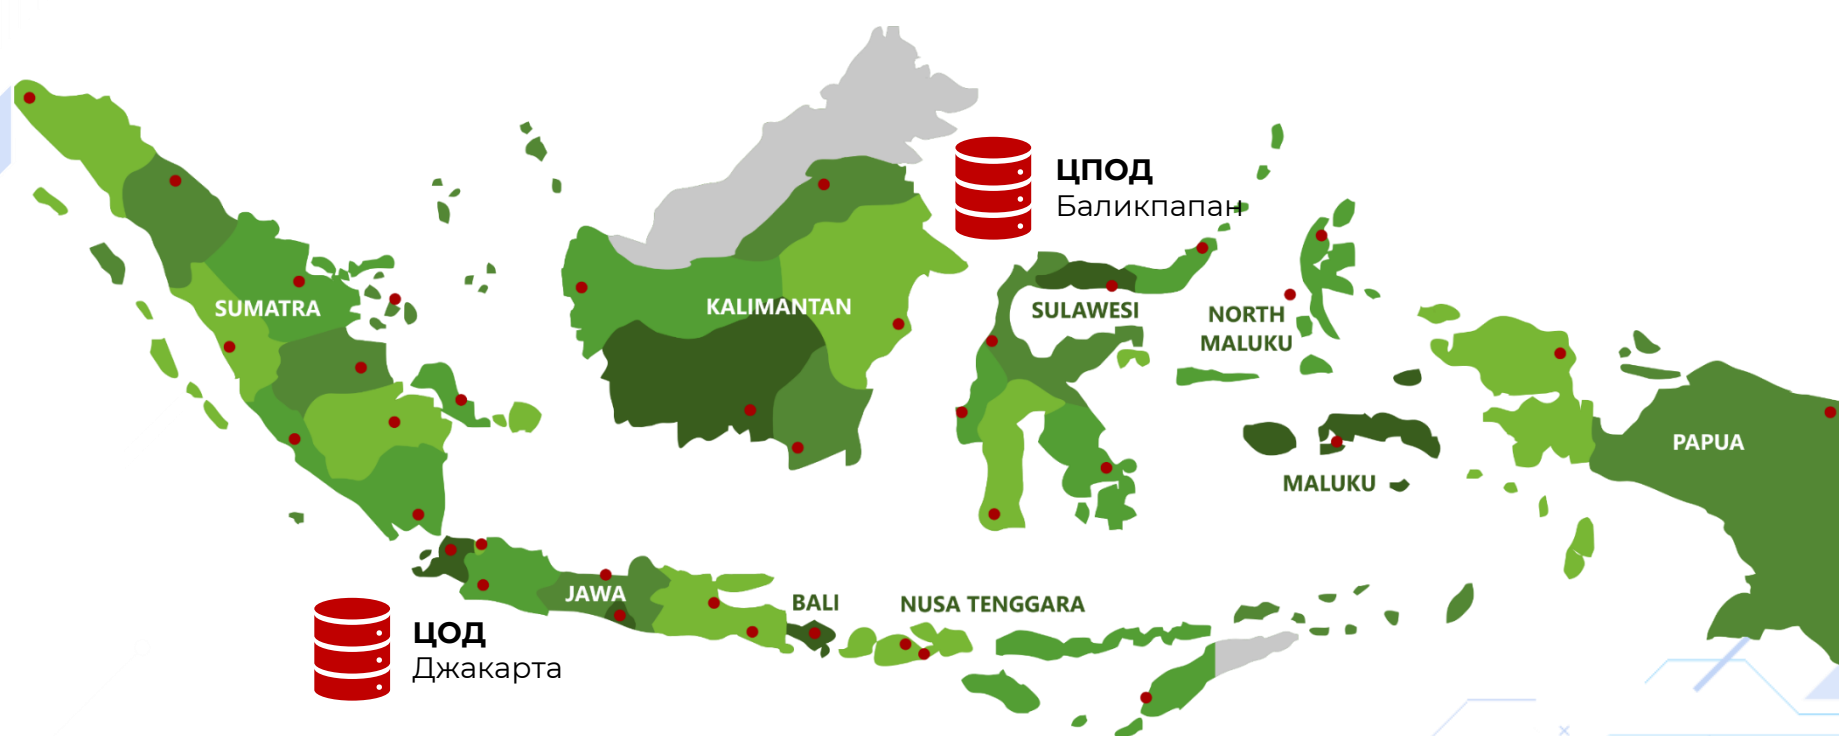 ЦПОД
Баликпапан
SUMATRA
KALIMANTAN
SULAWESI
NORTH
MALUKU
PAPUA
MALUKU
JAWA
BALI
NUSA TENGGARA
ЦОД
Джакарта